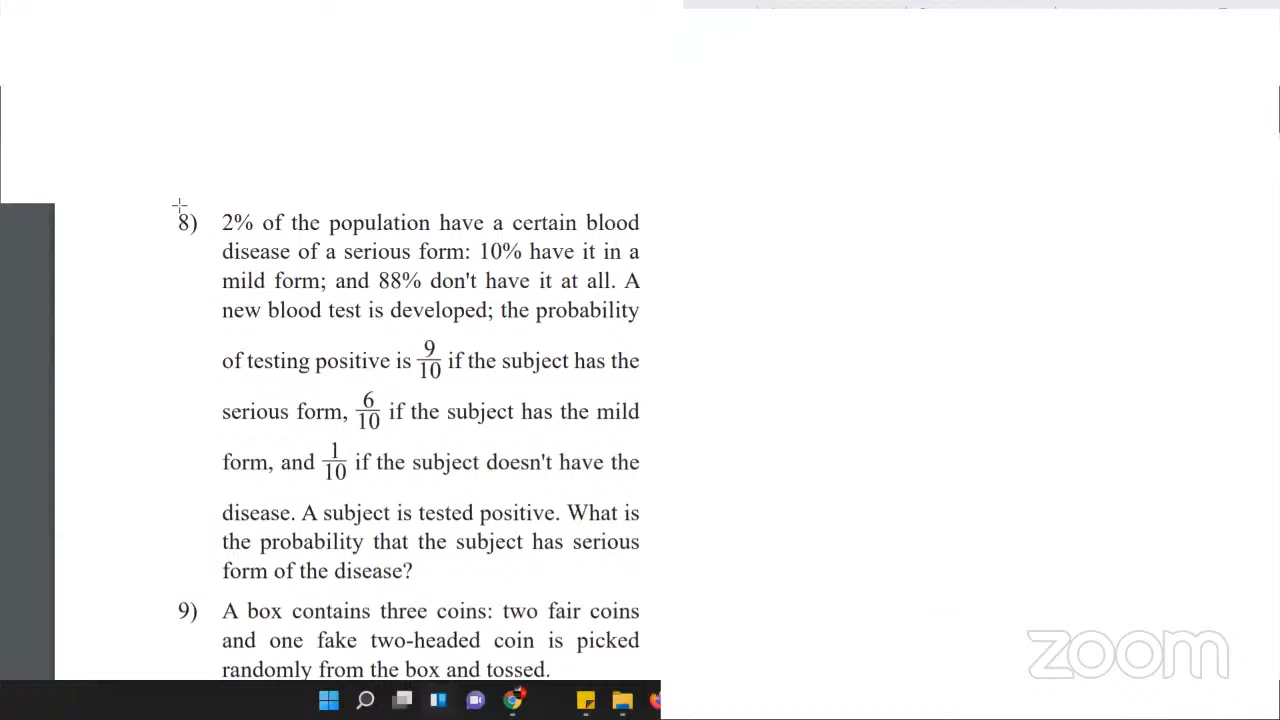 8) 2% of the population have a certain blood
disease of a serious form: 10% have it in a
mild form; and 88% don't have it at all. A
new blood test is developed; the probability
of testing positive is 9/10 if the subject has the
serious form, 6/10 if the subject has the mild
form, and 1/10 if the subject doesn't have the
disease. A subject is tested positive. What is
the probability that the subject has serious
form of the disease?
9) A box contains three coins: two fair coins
and one fake two-headed coin is picked
randomly from the box and tossed.
zoom